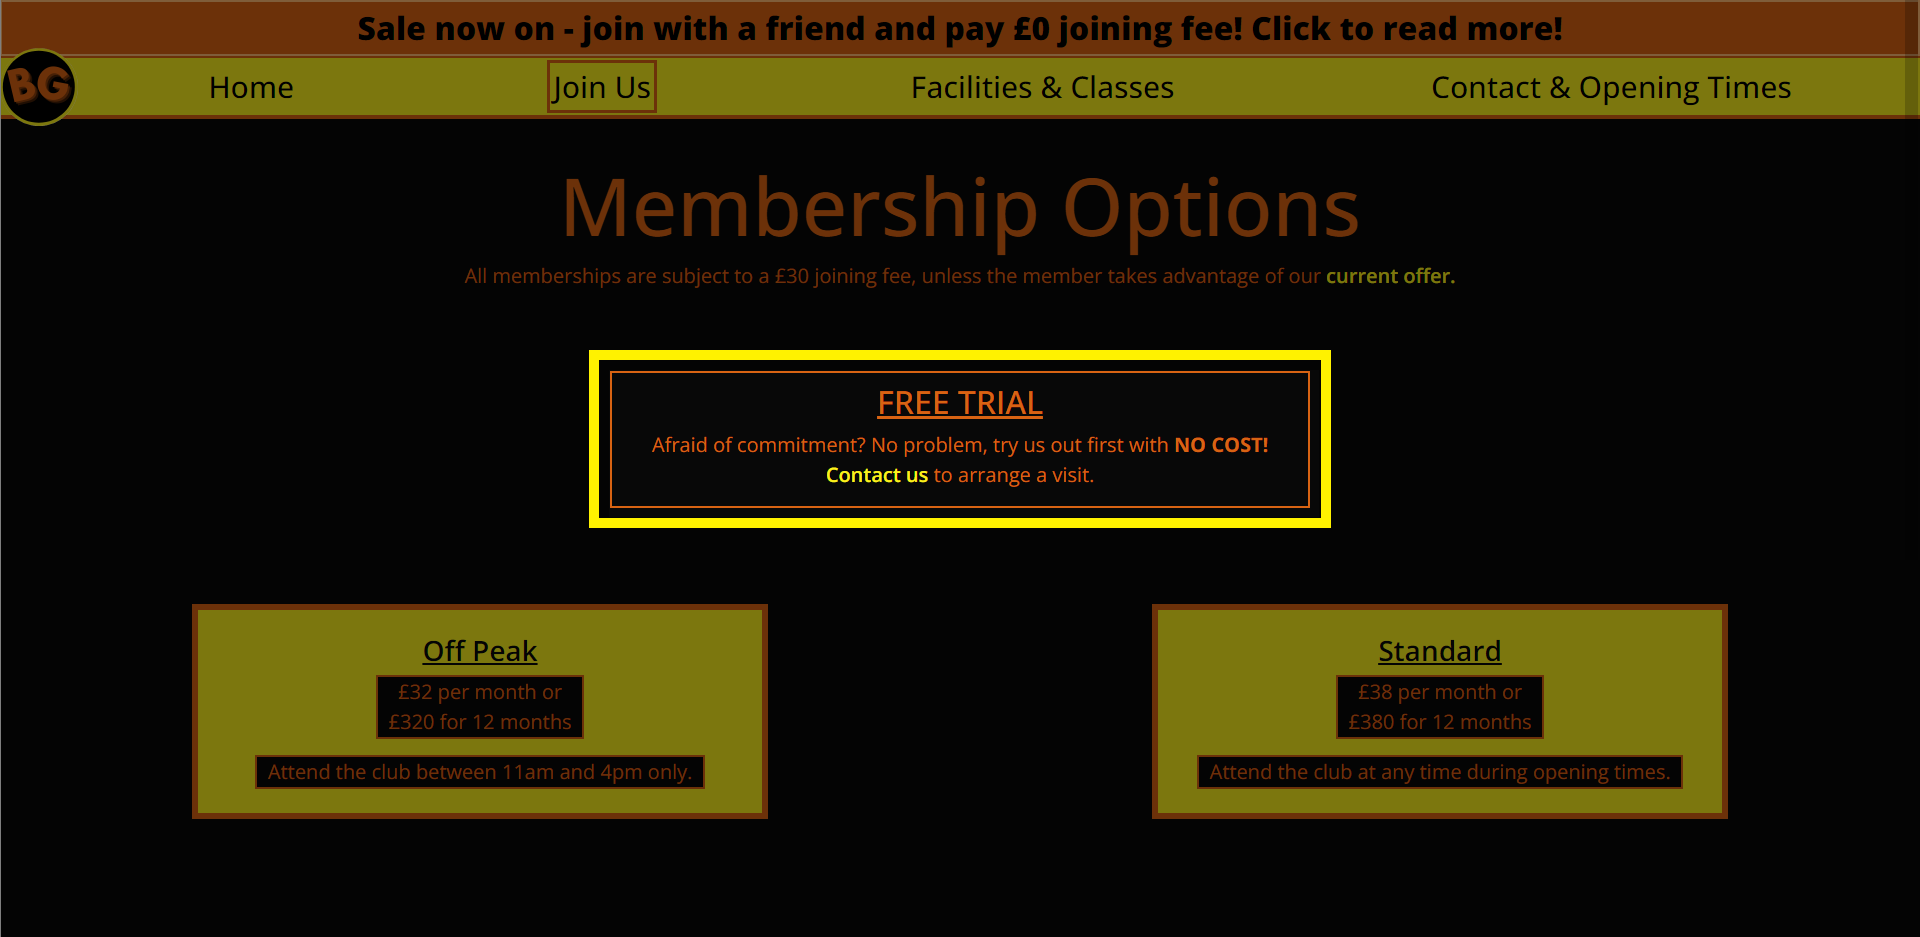 Sale now on - join with a friend and pay £0 joining fee! Click to read more!
BG
Home
Join Us
Facilities & Classes
Contact & Opening Times
Membership Options
All memberships are subject to a £30 joining fee, unless the member takes advantage of our current offer.
FREE TRIAL
Afraid of commitment? No problem, try us out first with NO COST!
Contact us to arrange a visit.
Off Peak
£32 per month or
£320 for 12 months
Attend the club between 11am and 4pm only.
Standard
£38 per month or
£380 for 12 months
Attend the club at any time during opening times.